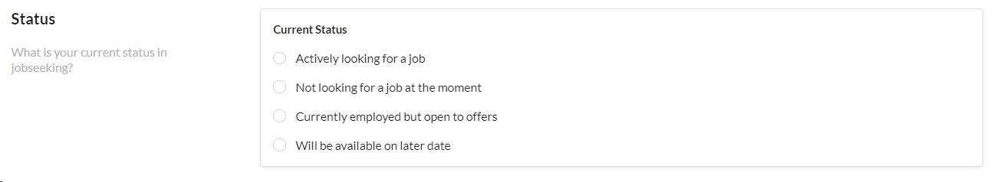 Status
What is your current status in
jobseeking?
Current Status
Actively looking for a job
Not looking for a job at the moment
Currently employed but open to offers
Will be available on later date